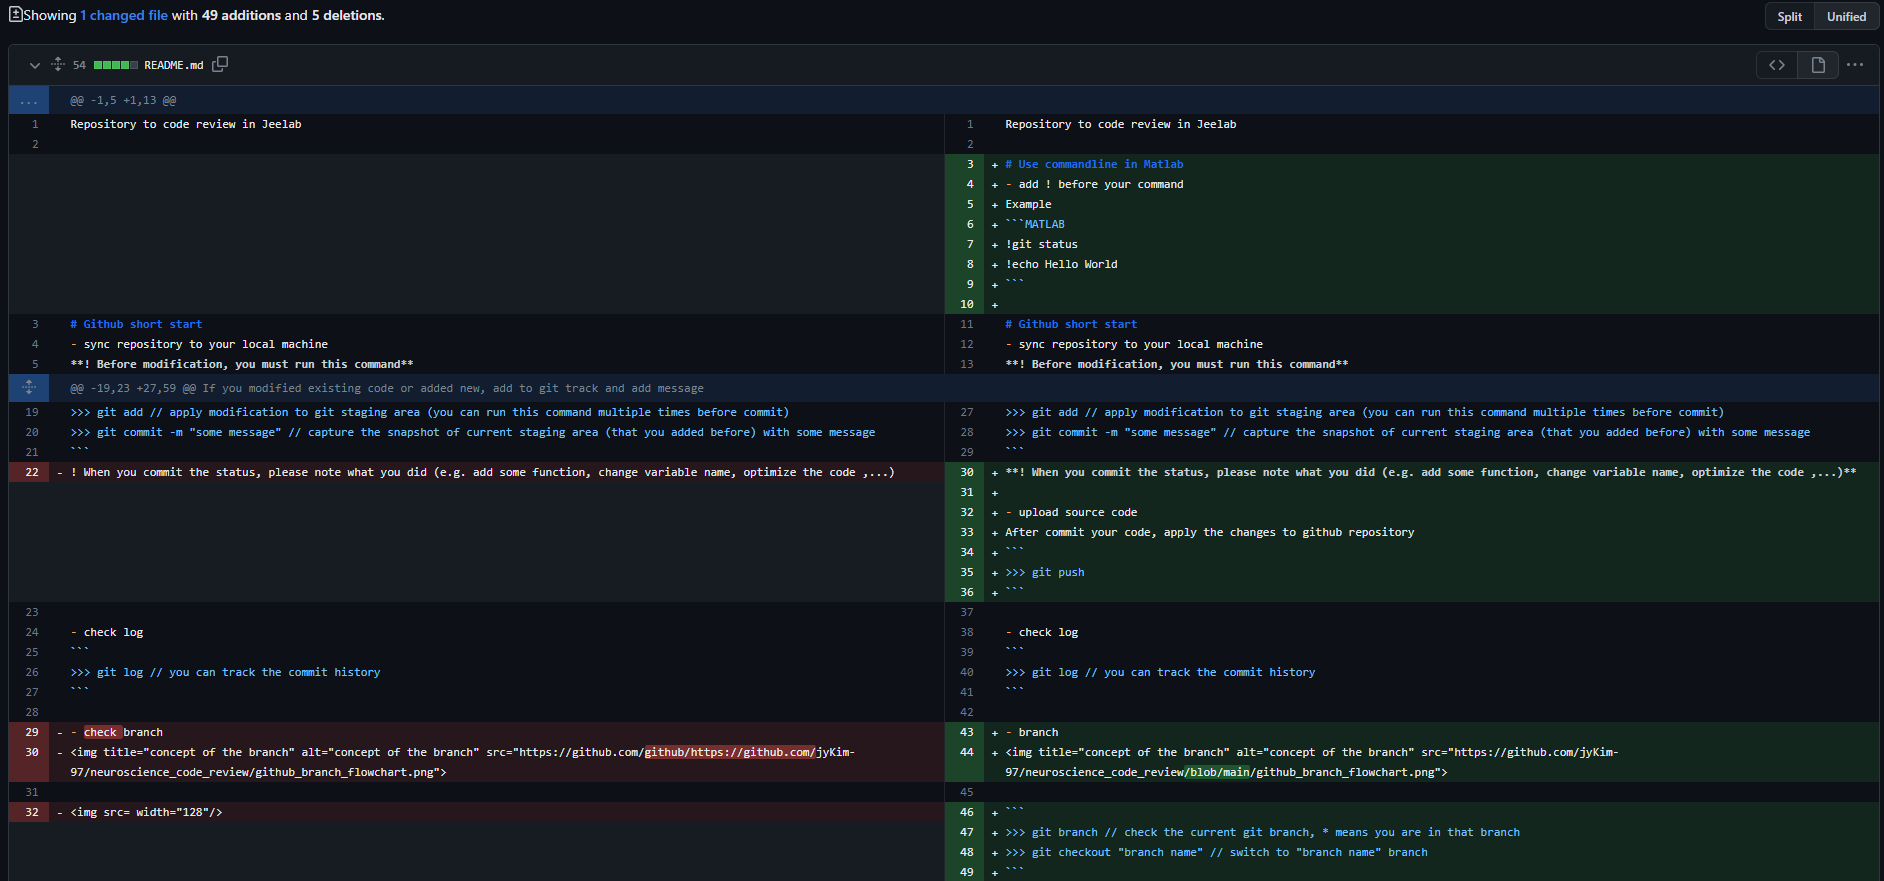 Showing 1 changed file with 49 additions and 5 deletions.
Split Unified
54 README.md
... @@ -1,5 +1,13 @@
1 Repository to code review in Jeelab
2
3 # Github short start
4 - sync repository to your local machine
5 **! Before modification, you must run this command**
1 Repository to code review in Jeelab
2
3 + # Use commandline in Matlab
4 + - add ! before your command
5 + Example
6 + ```MATLAB
7 + !git status
8 + !echo Hello World
9 + ```
10 +
11 # Github short start
12 - sync repository to your local machine
13 **! Before modification, you must run this command**
@@ -19,23 +27,59 @@ If you modified existing code or added new, add to git track and add message
19 >>> git add // apply modification to git staging area (you can run this command multiple times before commit)
20 >>> git commit -m "some message" // capture the snapshot of current staging area (that you added before) with some message
21 ```
22 - ! When you commit the status, please note what you did (e.g. add some function, change variable name, optimize the code ,...)
23
24 - check log
25 ```
26 >>> git log // you can track the commit history
27 ```
28
29 - - check branch
30 - <img title="concept of the branch" alt="concept of the branch" src="https://github.com/github/https://github.com/jyKim-
97/neuroscience_code_review/github_branch_flowchart.png">
31
32 - <img src= width="128"/>
27 >>> git add // apply modification to git staging area (you can run this command multiple times before commit)
28 >>> git commit -m "some message" // capture the snapshot of current staging area (that you added before) with some message
29 ```
30 + **! When you commit the status, please note what you did (e.g. add some function, change variable name, optimize the code ,...)**
31 +
32 + - upload source code
33 + After commit your code, apply the changes to github repository
34 + ```
35 + >>> git push
36 + ```
37
38 - check log
39 ```
40 >>> git log // you can track the commit history
41 ```
42
43 + - branch
44 + <img title="concept of the branch" alt="concept of the branch" src="https://github.com/jyKim-
97/neuroscience_code_review/blob/main/github_branch_flowchart.png">
45
46 + ```
47 + >>> git branch // check the current git branch, * means you are in that branch
48 + >>> git checkout "branch name" // switch to "branch name" branch
49 + ```